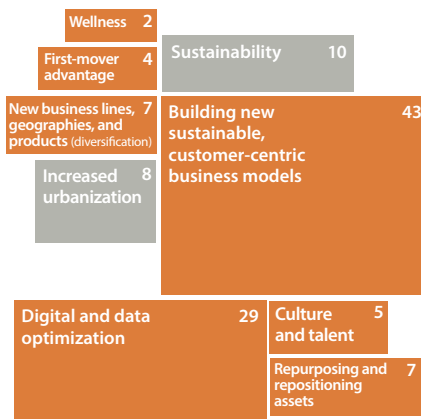 Wellness 2
First-mover 4
advantage
Sustainability 10
New business lines, 7
geographies, and
products (diversification)
Building new 43
sustainable,
customer-centric
business models
Increased 8
urbanization
Digital and data 29
optimization
Culture 5
and talent
Repurposing and 7
repositioning
assets